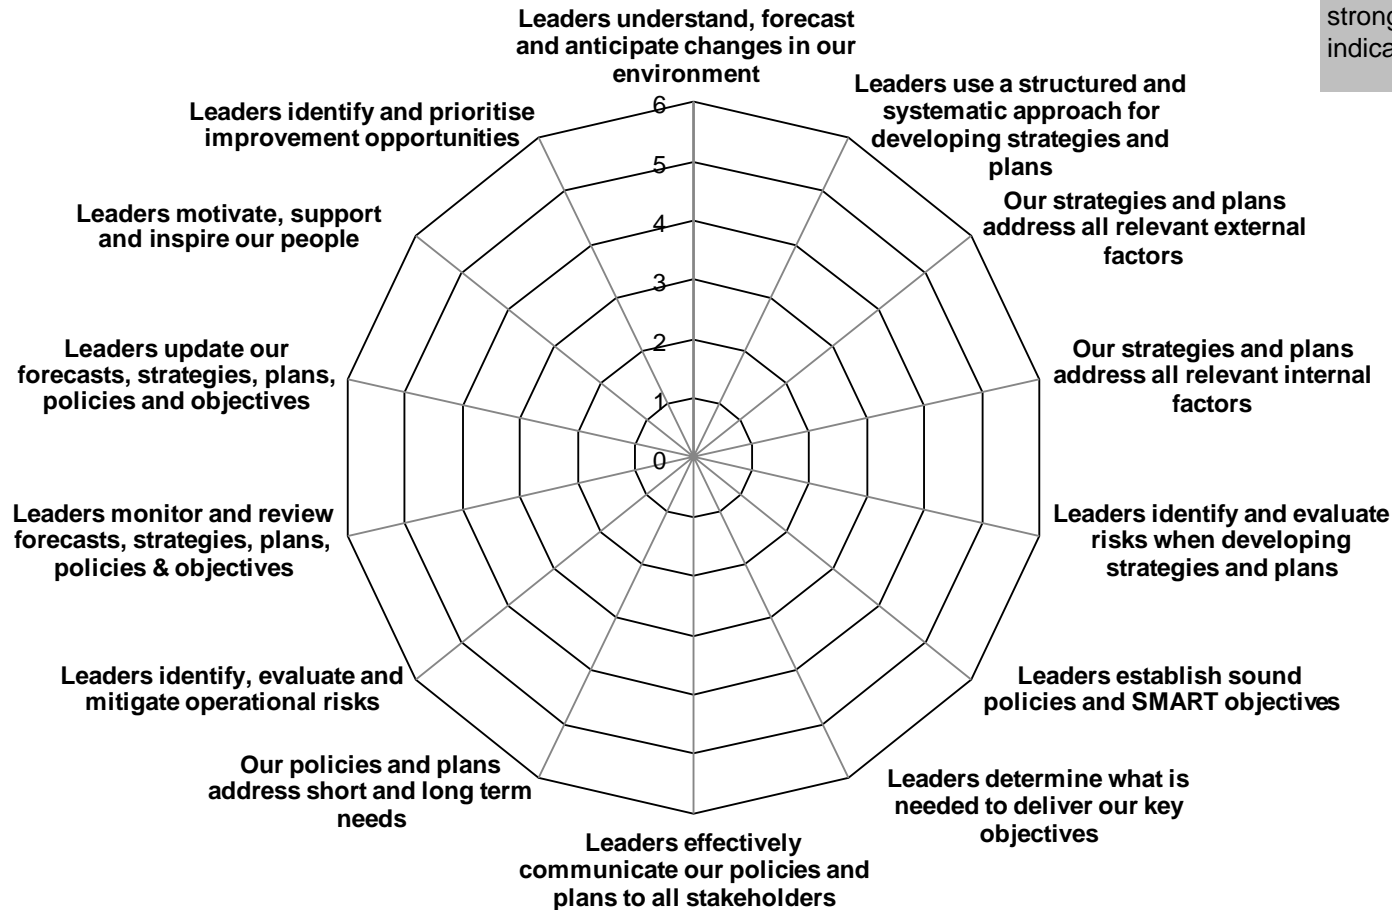 Leaders understand, forecast
and anticipate changes in our
environment
strong
indica
Leaders use a structured and
systematic approach for
developing strategies and
plans
Our strategies and plans
address all relevant external
factors
Our strategies and plans
address all relevant internal
factors
Leaders identify and evaluate
risks when developing
strategies and plans
Leaders establish sound
policies and SMART objectives
Leaders determine what is
needed to deliver our key
objectives
Leaders effectively
communicate our policies and
plans to all stakeholders
Our policies and plans
address short and long term
needs
Leaders identify, evaluate and
mitigate operational risks
Leaders monitor and review
forecasts, strategies, plans,
policies & objectives
Leaders update our
forecasts, strategies, plans,
policies and objectives
Leaders motivate, support
and inspire our people
Leaders identify and prioritise
improvement opportunities
6
5
4
3
2
1
0